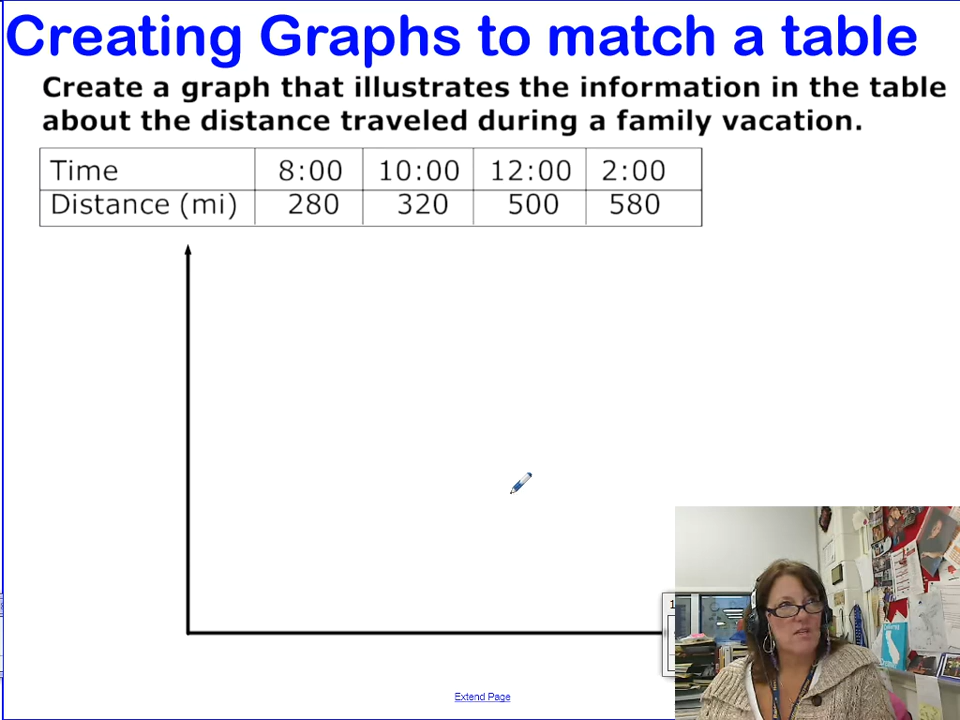 Creating Graphs to match a table
Create a graph that illustrates the information in the table
about the distance traveled during a family vacation.
Time 8:00 10:00 12:00 2:00
Distance (mi) 280 320 500 580
Extend Page